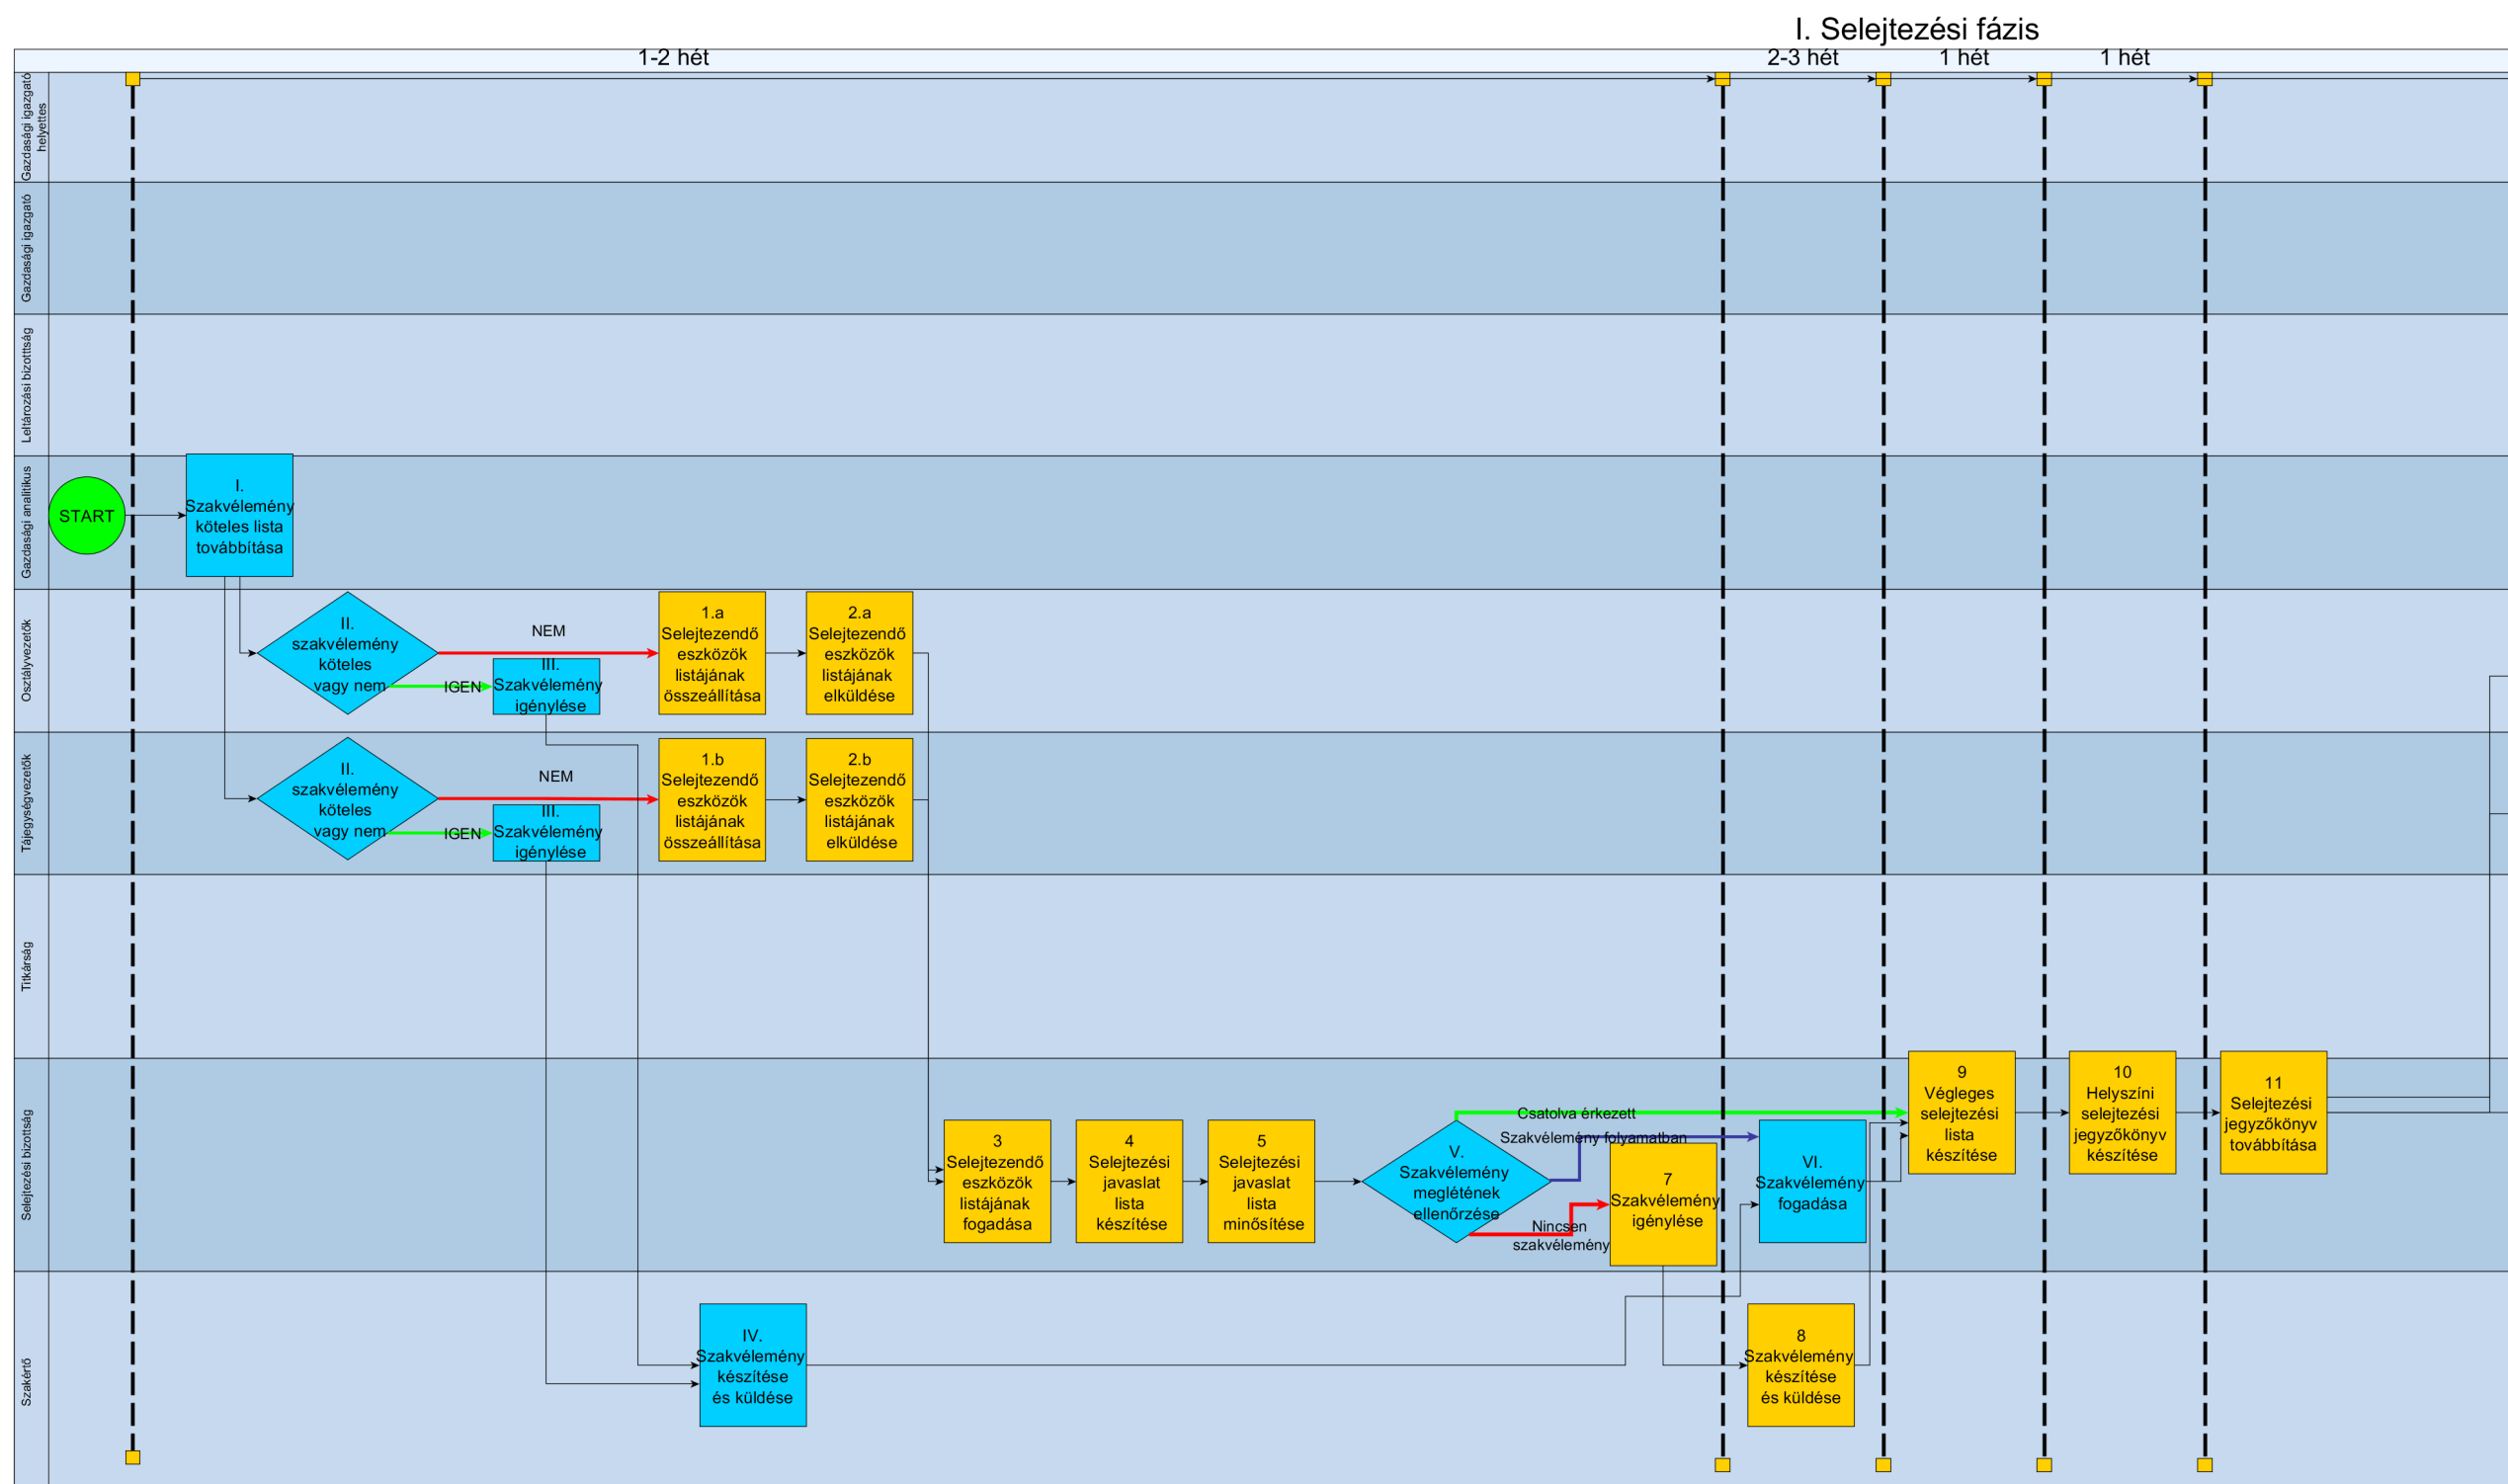 I. Selejtezési fázis
1-2 hét
2-3 hét
1 hét
1 hét
Gazdasági igazgató
helyettes
Gazdasági igazgató
Leltározási bizotttság
Gazdasági analitikus
START
I.
Szakvélemény
köteles lista
továbbítása
Osztályvezetők
II.
szakvélemény
köteles
vagy nem
NEM
IGEN
III.
Szakvélemény
igénylése
1.a
Selejtezendő
eszközök
listájának
összeállítása
2.a
Selejtezendő
eszközök
listájának
elküldése
Tájegységvezetők
II.
szakvélemény
köteles
vagy nem
NEM
IGEN
III.
Szakvélemény
igénylése
1.b
Selejtezendő
eszközök
listájának
összeállítása
2.b
Selejtezendő
eszközök
listájának
elküldése
Titkárság
Selejtezési bizottság
3
Selejtezendő
eszközök
listájának
fogadása
4
Selejtezési
javaslat
lista
készítése
5
Selejtezési
javaslat
lista
minősítése
V.
Szakvélemény
meglétének
ellenőrzése
Csatolva érkezett
Szakvélemény folyamatban
Nincsen
szakvélemény
7
Szakvélemény
igénylése
VI.
Szakvélemény
fogadása
9
Végleges
selejtezési
lista
készítése
10
Helyszíni
selejtezési
jegyzőkönyv
készítése
11
Selejtezési
jegyzőkönyv
továbbítása
Szakértő
IV.
Szakvélemény
készítése
és küldése
8
Szakvélemény
készítése
és küldése